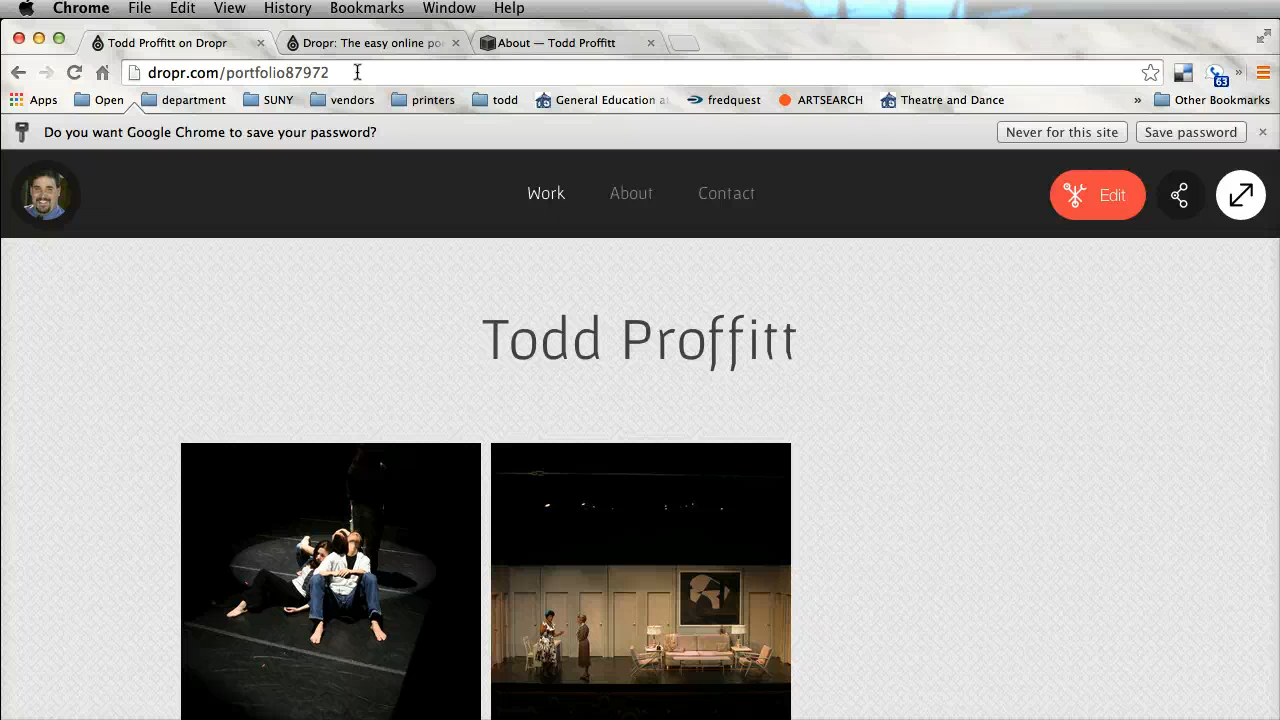 Chrome File Edit View History Bookmarks Window Help
Todd Proffitt on Dropr Dropr: The easy online po About — Todd Proffitt
dropr.com/portfolio87972 63
Apps Open department SUNY vendors printers todd General Education at frndquest ARTSEARCH Theatre and Dance » Other Bookmarks
Do you want Google Chrome to save your password? Never for this site Save password
Work About Contact Edit
Todd Proffitt